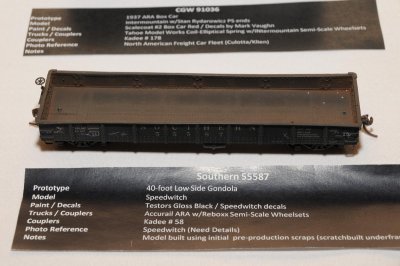 CGW 91036
Prototype 1937 ARA Box Car
Model Intermountain w/Stan Rydarowicz PS ends
Paint / Decals Scalecoat #2 Box Car Red / Decals by Mark Vaughn
Trucks / Couplers Tahoe Model Works Coil-Elliptical Spring w/Intermountain Semi-Scale Wheelsets
Couplers Kadee # 178
Photo Reference North American Freight Car Fleet (Culotta/Klien)
Notes
SOUTHERN
Southern 55587
Prototype 40-foot Low Side Gondola
Model Speedwitch
Paint / Decals Testors Gloss Black / Speedwitch decals
Trucks / Couplers Accurail ARA w/Reboxx Semi-Scale Wheelsets
Couplers Kadee # 58
Photo Reference Speedwitch (Need Details)
Notes Model built using initial pre-production scraps (scratchbuilt underfra